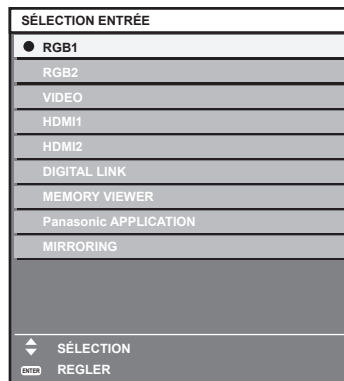 SÉLECTION ENTRÉE
RGB1
RGB2
VIDEO
HDMI1
HDMI2
DIGITAL LINK
MEMORY VIEWER
Panasonic APPLICATION
MIRRORING
SÉLECTION
ENTER REGLER